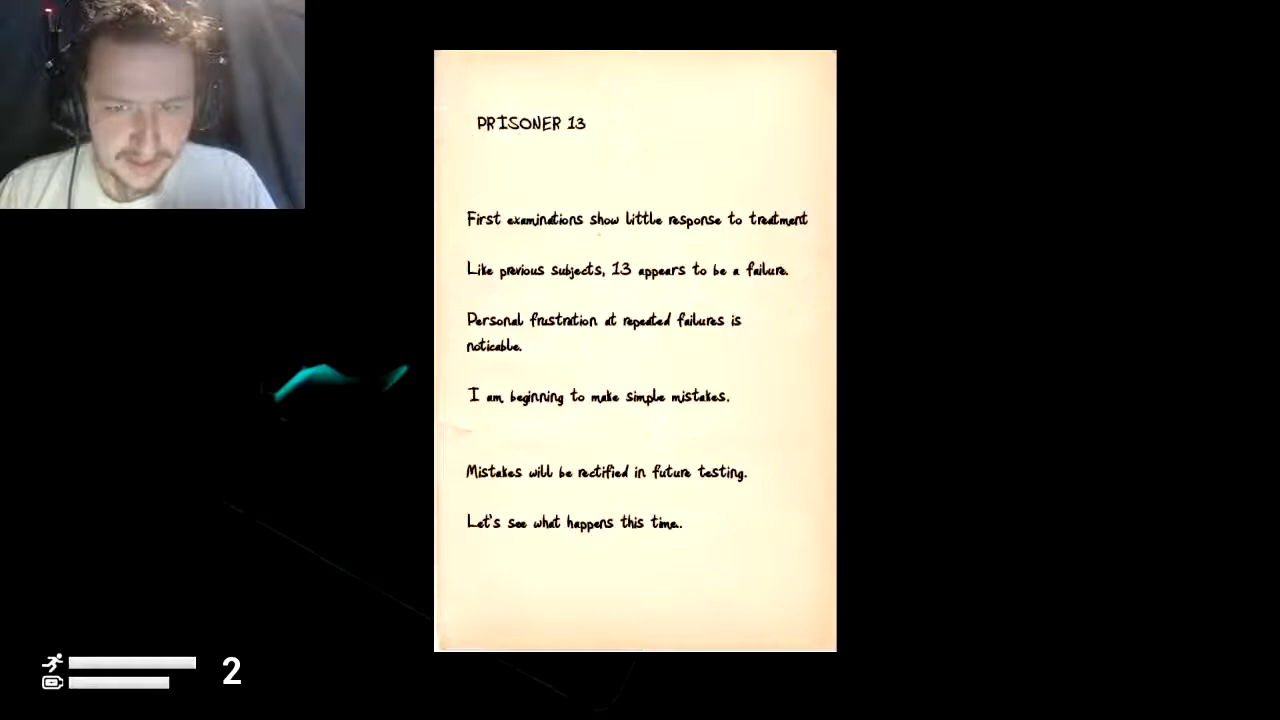 PRISONER 13
First examinations show little response to treatment
Like previous subjects, 13 appears to be a failure.
Personal frustration at repeated failures is
noticable.
I am beginning to make simple mistakes.
Mistakes will be rectified in future testing.
Let's see what happens this time..
2